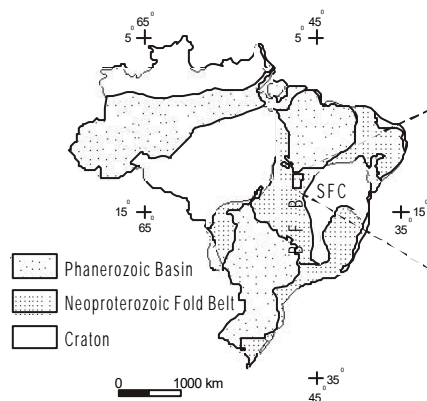 65° 45°
5° 5°
SFC
B
F
B
15° 15°
65 35°
Phanerozoic Basin
Neoproterozoic Fold Belt
Craton
0 1000 km
35°
45°